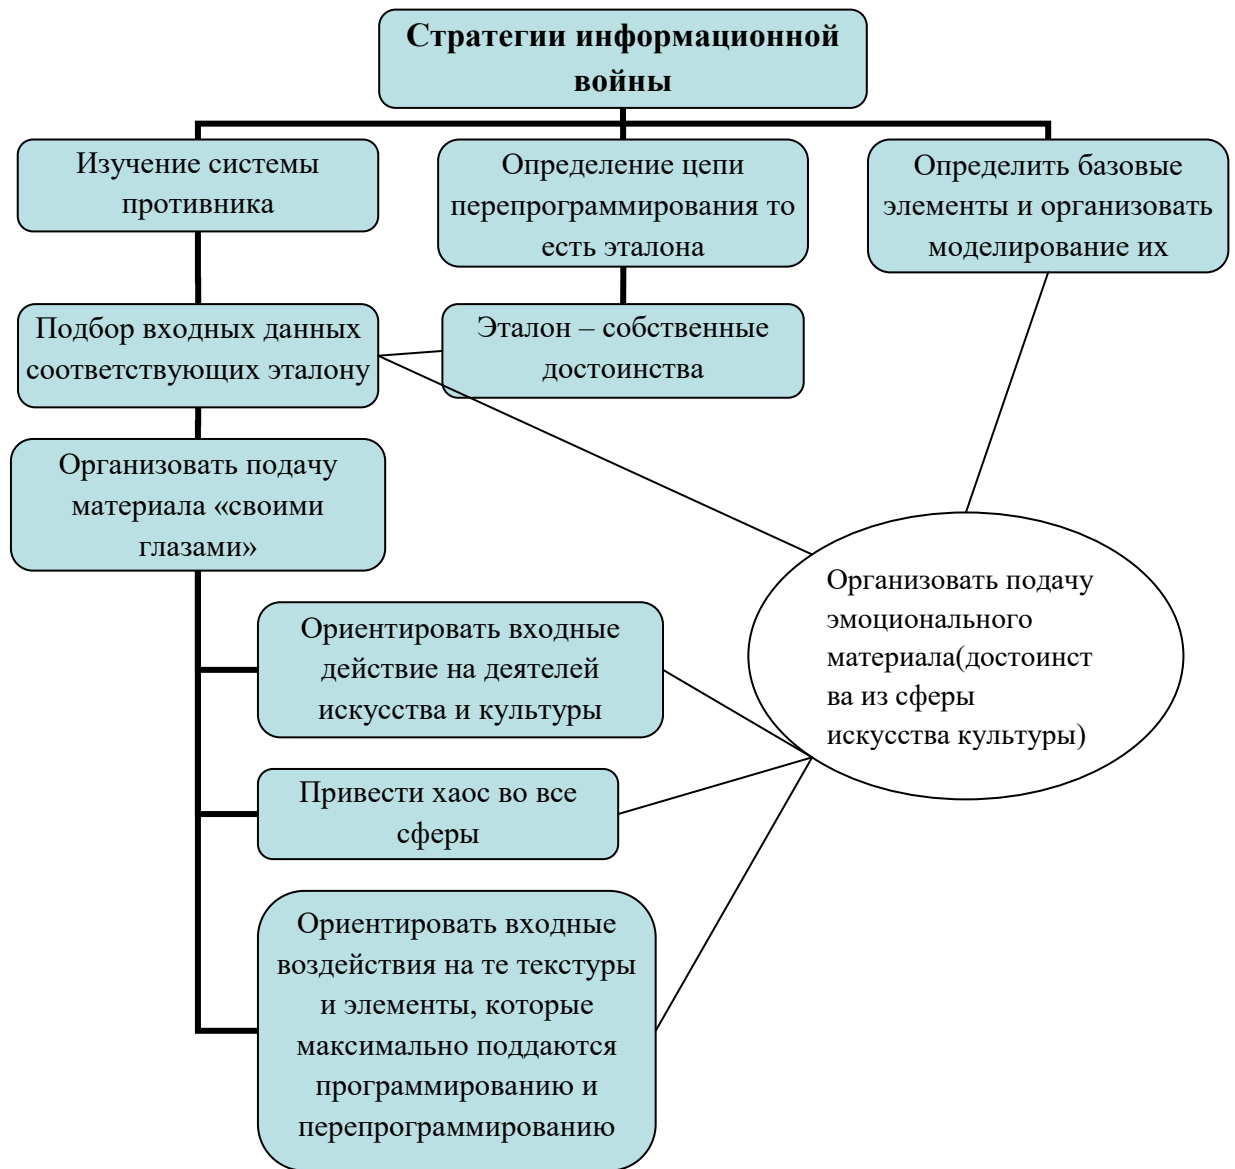 Стратегии информационной
войны
Изучение системы
противника
Определение цепи
перепрограммирования то
есть эталона
Определить базовые
элементы и организовать
моделирование их
Подбор входных данных
соответствующих эталону
Эталон – собственные
достоинства
Организовать подачу
материала «своими
глазами»
Организовать подачу
эмоционального
материала(достоинст
ва из сферы
искусства культуры)
Ориентировать входные
действие на деятелей
искусства и культуры
Привести хаос во все
сферы
Ориентировать входные
воздействия на те текстуры
и элементы, которые
максимально поддаются
программированию и
перепрограммированию